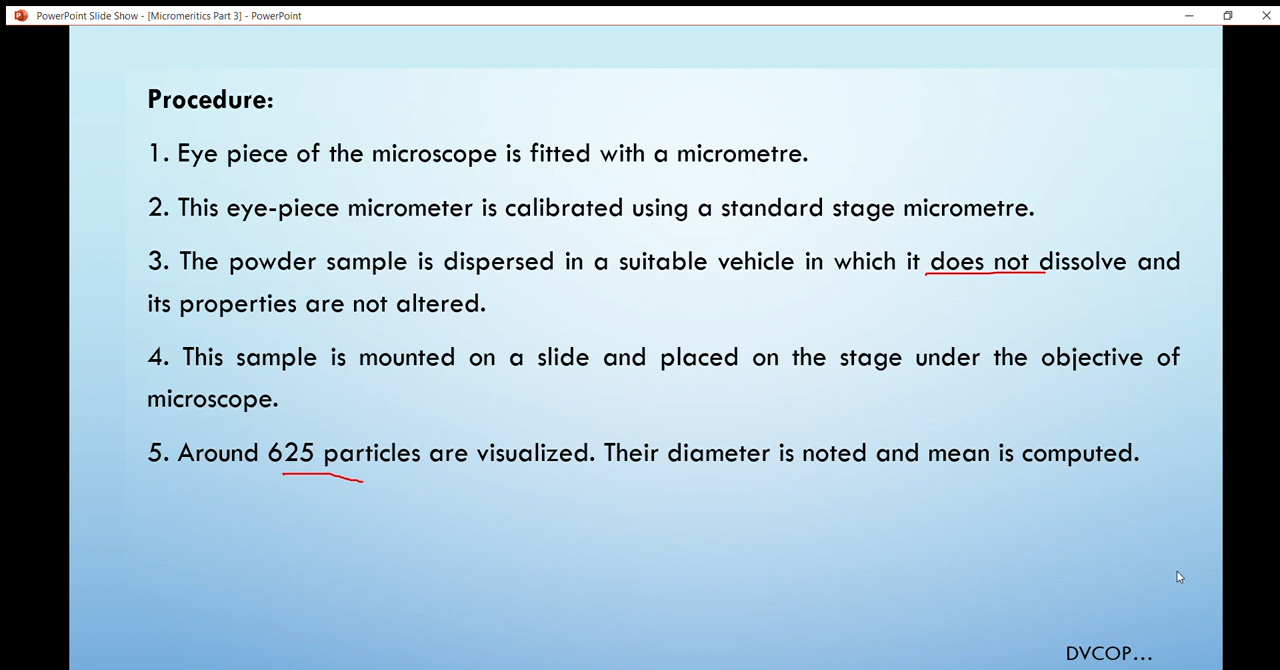 PowerPoint Slide Show - [Micromeritics Part 3] - PowerPoint
Procedure:
1. Eye piece of the microscope is fitted with a micrometre.
2. This eye-piece micrometer is calibrated using a standard stage micrometre.
3. The powder sample is dispersed in a suitable vehicle in which it does not dissolve and
its properties are not altered.
4. This sample is mounted on a slide and placed on the stage under the objective of
microscope.
5. Around 625 particles are visualized. Their diameter is noted and mean is computed.
DVCOP...